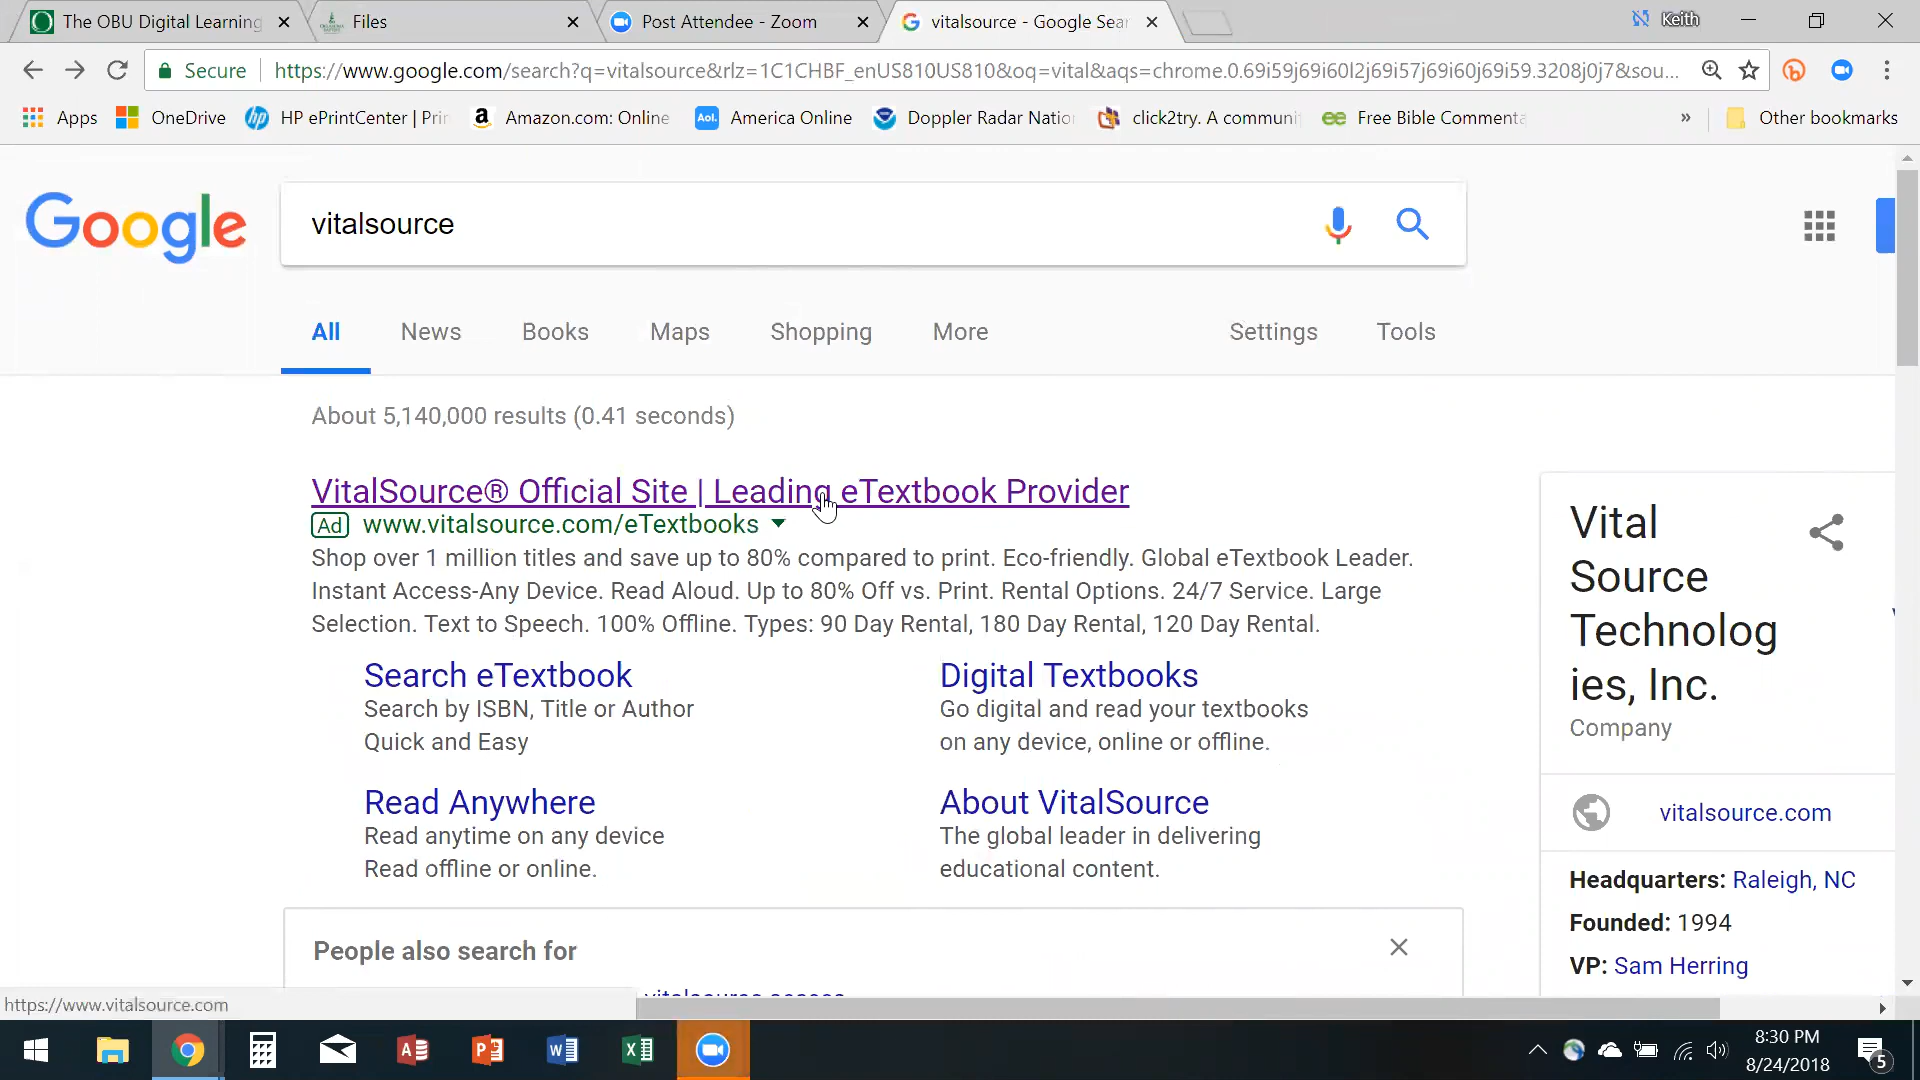 The OBU Digital Learning
Files
Post Attendee - Zoom
vitalsource - Google Sear
Keith
Secure
https://www.google.com/search?q=vitalsource&rlz=1C1CHBF_enUS810US810&oq=vital&aqs=chrome.0.69i59j69i60l2j69i57j69i60j69i59.3208j0j7&sou...
Apps
OneDrive
HP ePrintCenter | Prin
Amazon.com: Online
Aol.
America Online
Doppler Radar Natio
click2try. A communi
Free Bible Commenta
»
Other bookmarks
Google
vitalsource
All
News
Books
Maps
Shopping
More
Settings
Tools
About 5,140,000 results (0.41 seconds)
VitalSource® Official Site | Leading eTextbook Provider
Ad www.vitalsource.com/eTextbooks
Shop over 1 million titles and save up to 80% compared to print. Eco-friendly. Global eTextbook Leader.
Instant Access-Any Device. Read Aloud. Up to 80% Off vs. Print. Rental Options. 24/7 Service. Large
Selection. Text to Speech. 100% Offline. Types: 90 Day Rental, 180 Day Rental, 120 Day Rental.
Search eTextbook
Search by ISBN, Title or Author
Quick and Easy
Digital Textbooks
Go digital and read your textbooks
on any device, online or offline.
Read Anywhere
Read anytime on any device
Read offline or online.
About VitalSource
The global leader in delivering
educational content.
People also search for
Vital
Source
Technolog
ies, Inc.
Company
vitalsource.com
Headquarters: Raleigh, NC
Founded: 1994
VP: Sam Herring
https://www.vitalsource.com
8:30 PM
8/24/2018
5